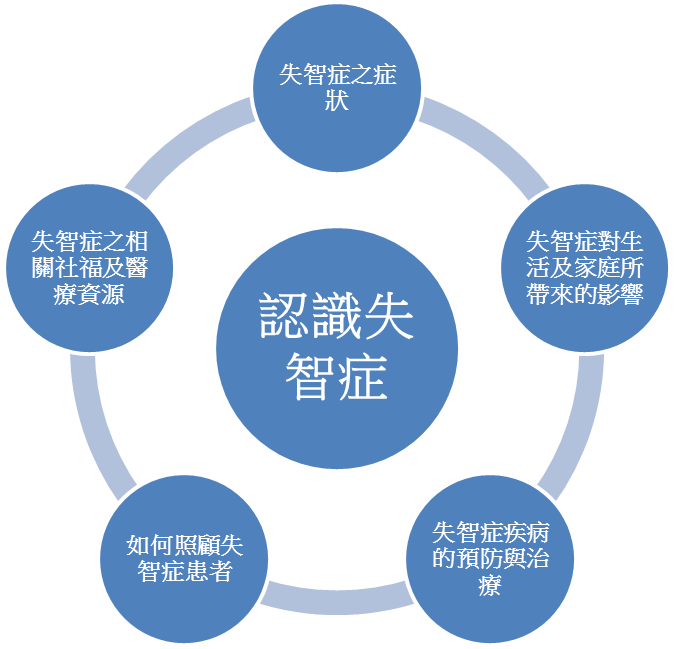 失智症之症
狀
失智症之相
關社福及醫
療資源
失智症對生
活及家庭所
帶來的影響
認識失
智症
如何照顧失
智症患者
失智症疾病
的預防與治
療